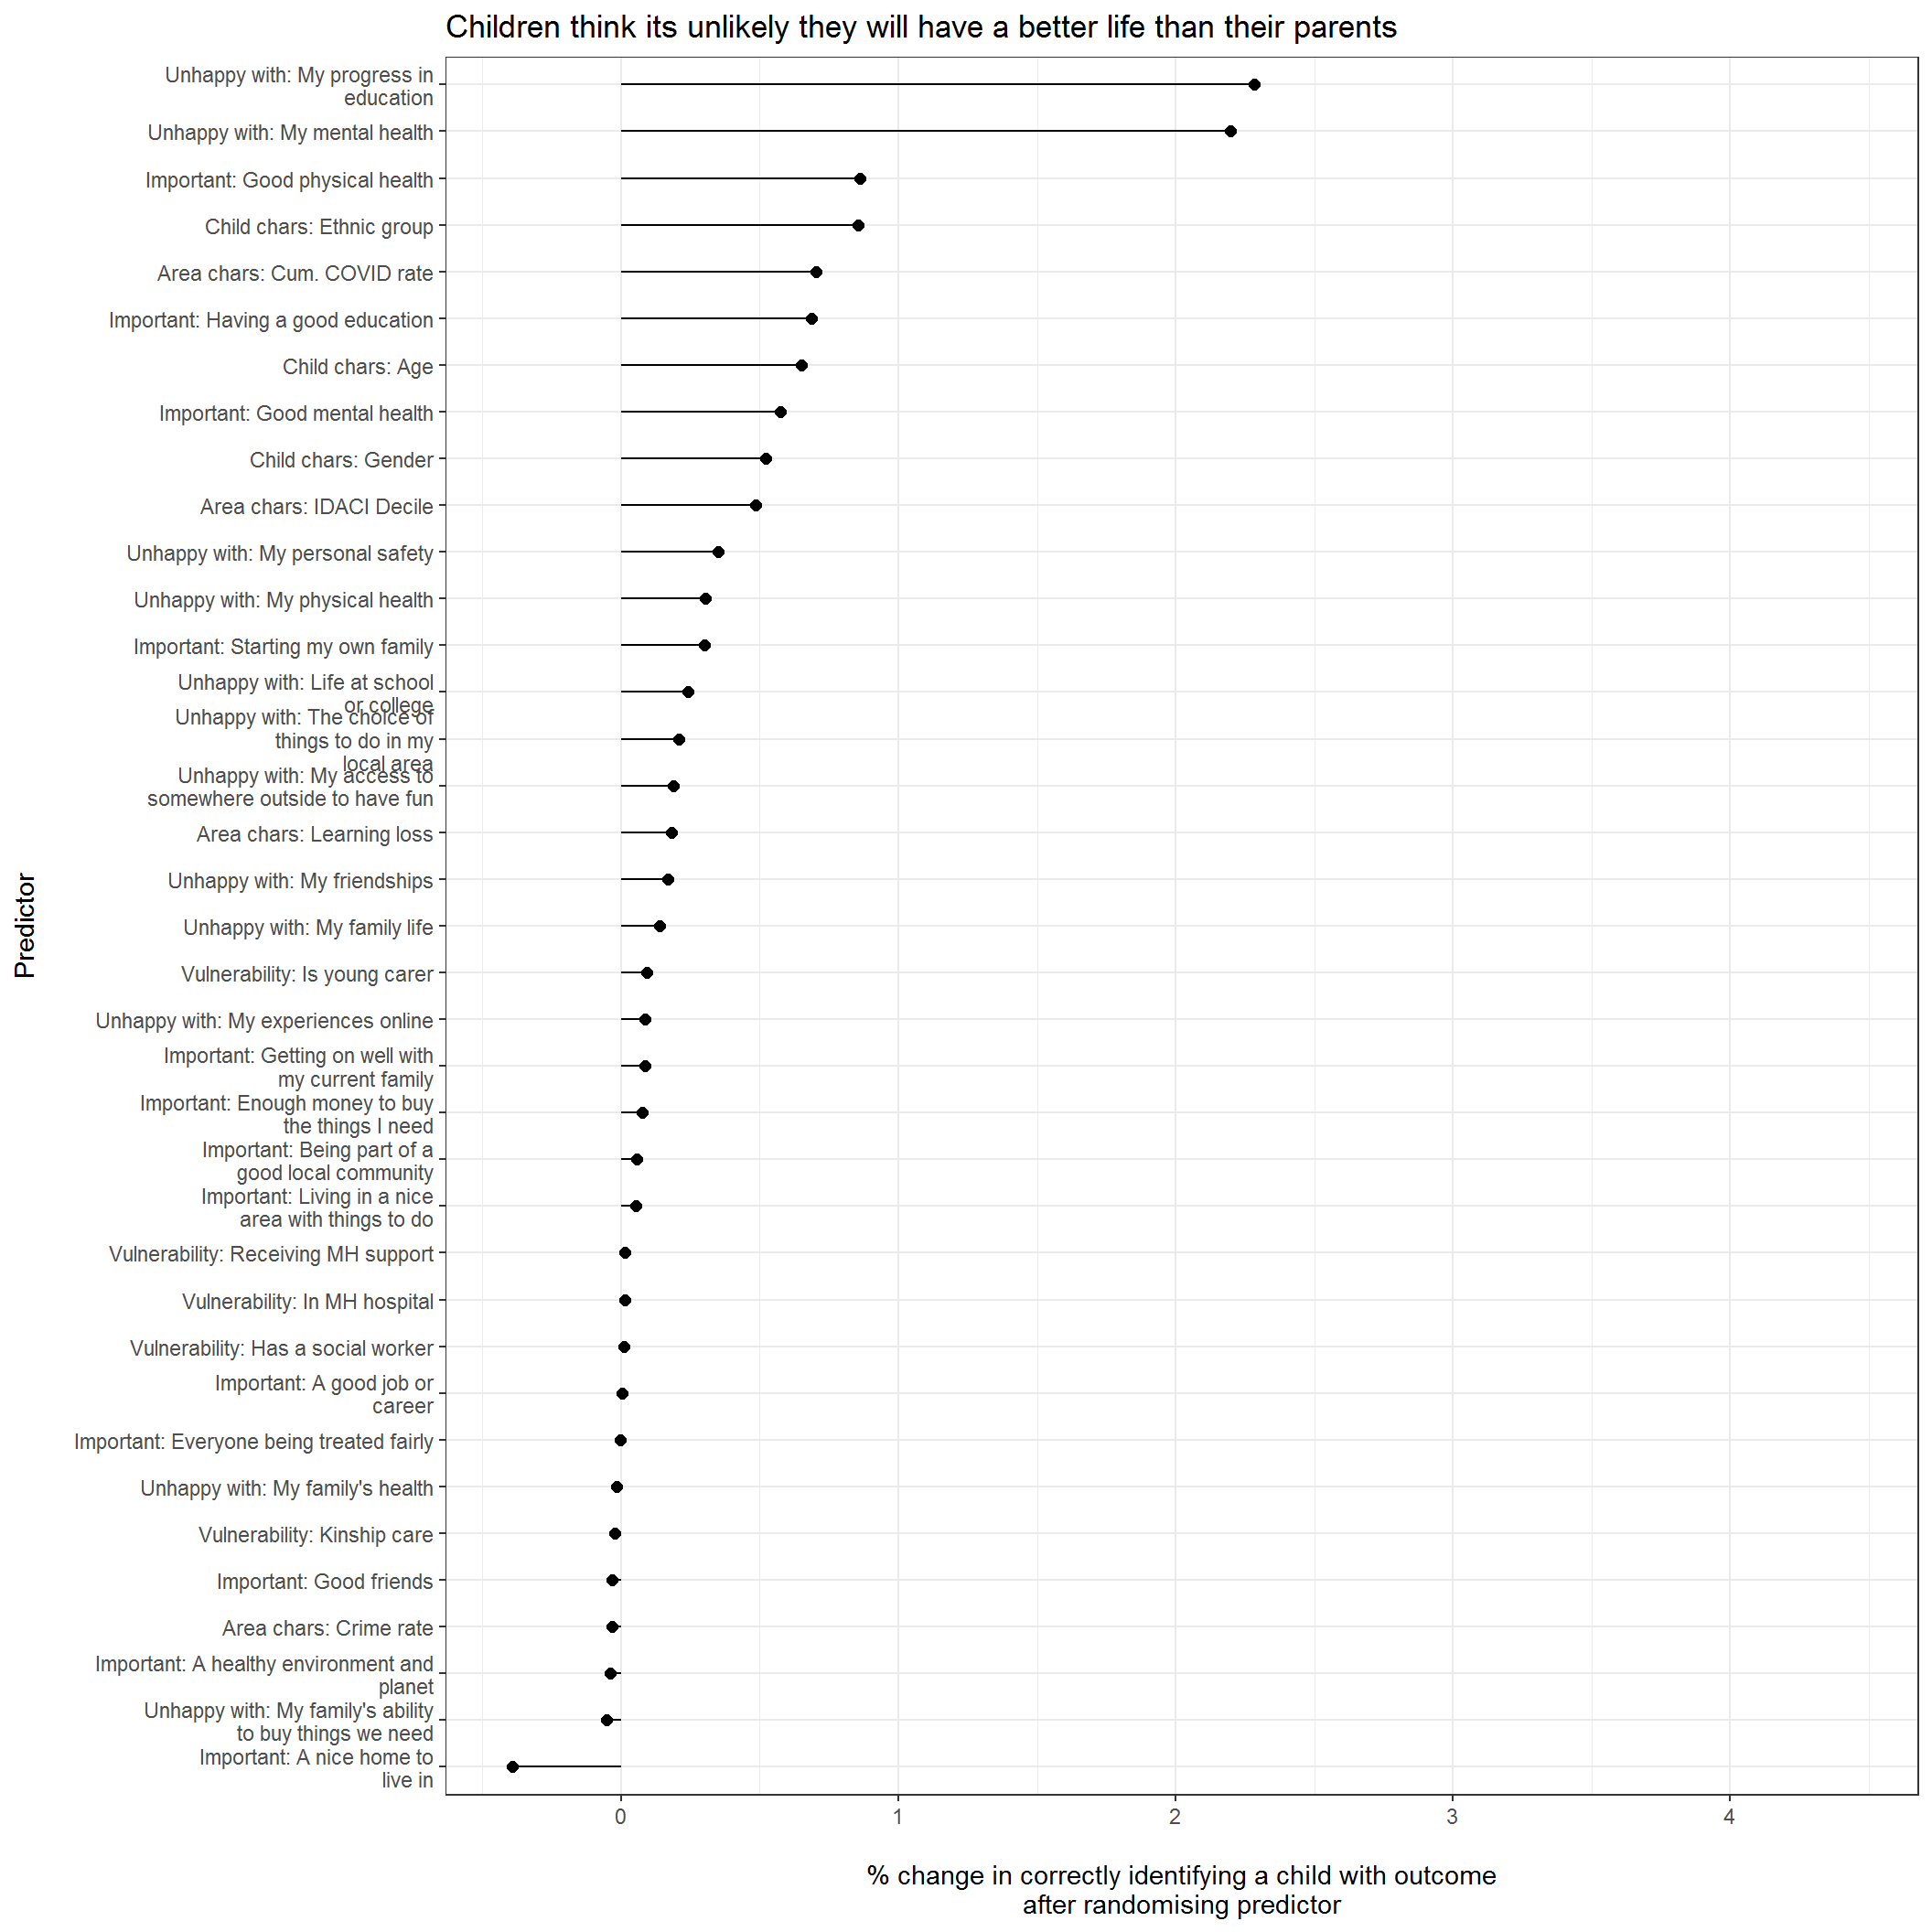 Children think its unlikely they will have a better life than their parents
Unhappy with: My progress in
education
Unhappy with: My mental health
Important: Good physical health
Child chars: Ethnic group
Area chars: Cum. COVID rate
Important: Having a good education
Child chars: Age
Important: Good mental health
Child chars: Gender
Area chars: IDACI Decile
Unhappy with: My personal safety
Unhappy with: My physical health
Important: Starting my own family
Unhappy with: Life at school
or college
Unhappy with: The choice of
things to do in my
local area
Unhappy with: My access to
somewhere outside to have fun
Area chars: Learning loss
Unhappy with: My friendships
Unhappy with: My family life
Vulnerability: Is young carer
Unhappy with: My experiences online
Important: Getting on well with
my current family
Important: Enough money to buy
the things I need
Important: Being part of a
good local community
Important: Living in a nice
area with things to do
Vulnerability: Receiving MH support
Vulnerability: In MH hospital
Vulnerability: Has a social worker
Important: A good job or
career
Important: Everyone being treated fairly
Unhappy with: My family's health
Vulnerability: Kinship care
Important: Good friends
Area chars: Crime rate
Important: A healthy environment and
planet
Unhappy with: My family's ability
to buy things we need
Important: A nice home to
live in
Predictor
0 1 2 3 4
% change in correctly identifying a child with outcome
after randomising predictor